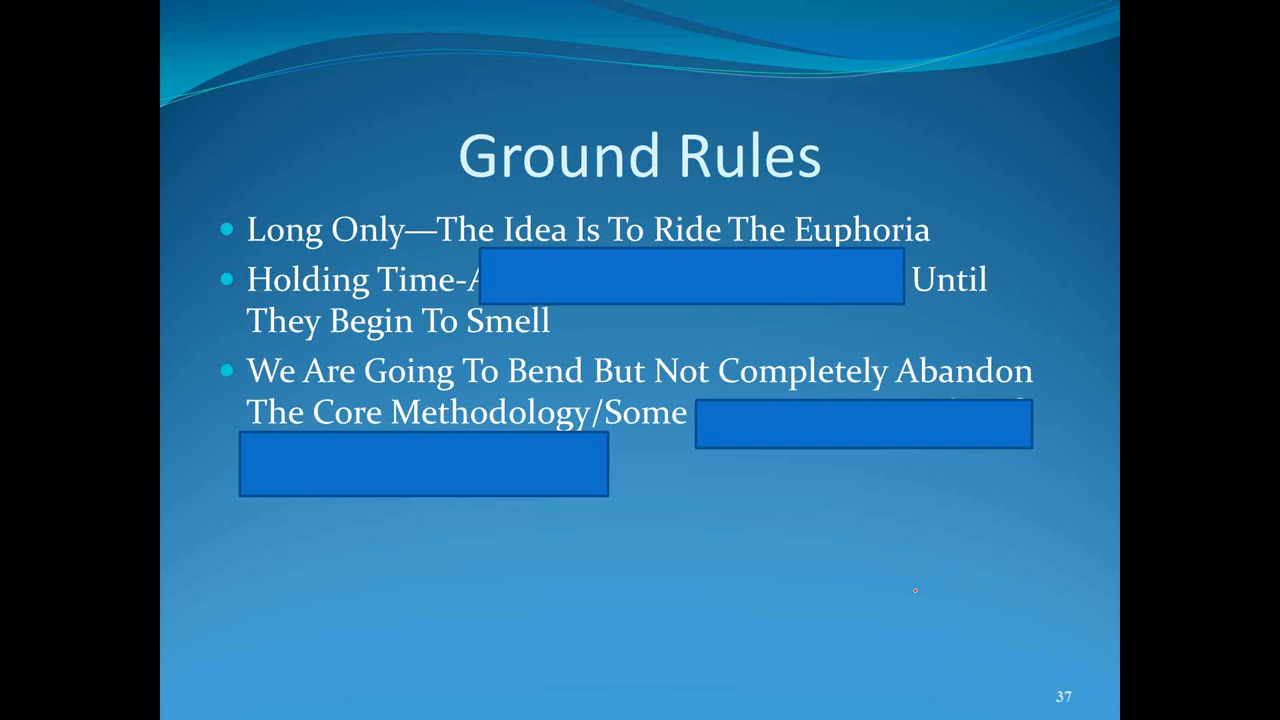 Ground Rules
Long Only—The Idea Is To Ride The Euphoria
Holding Time- Until
They Begin To Smell
We Are Going To Bend But Not Completely Abandon
The Core Methodology/Some
37